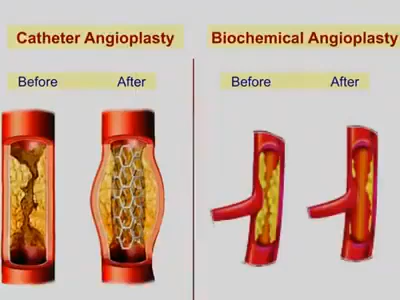 Catheter Angioplasty
Biochemical Angioplasty
Before
After
Before
After